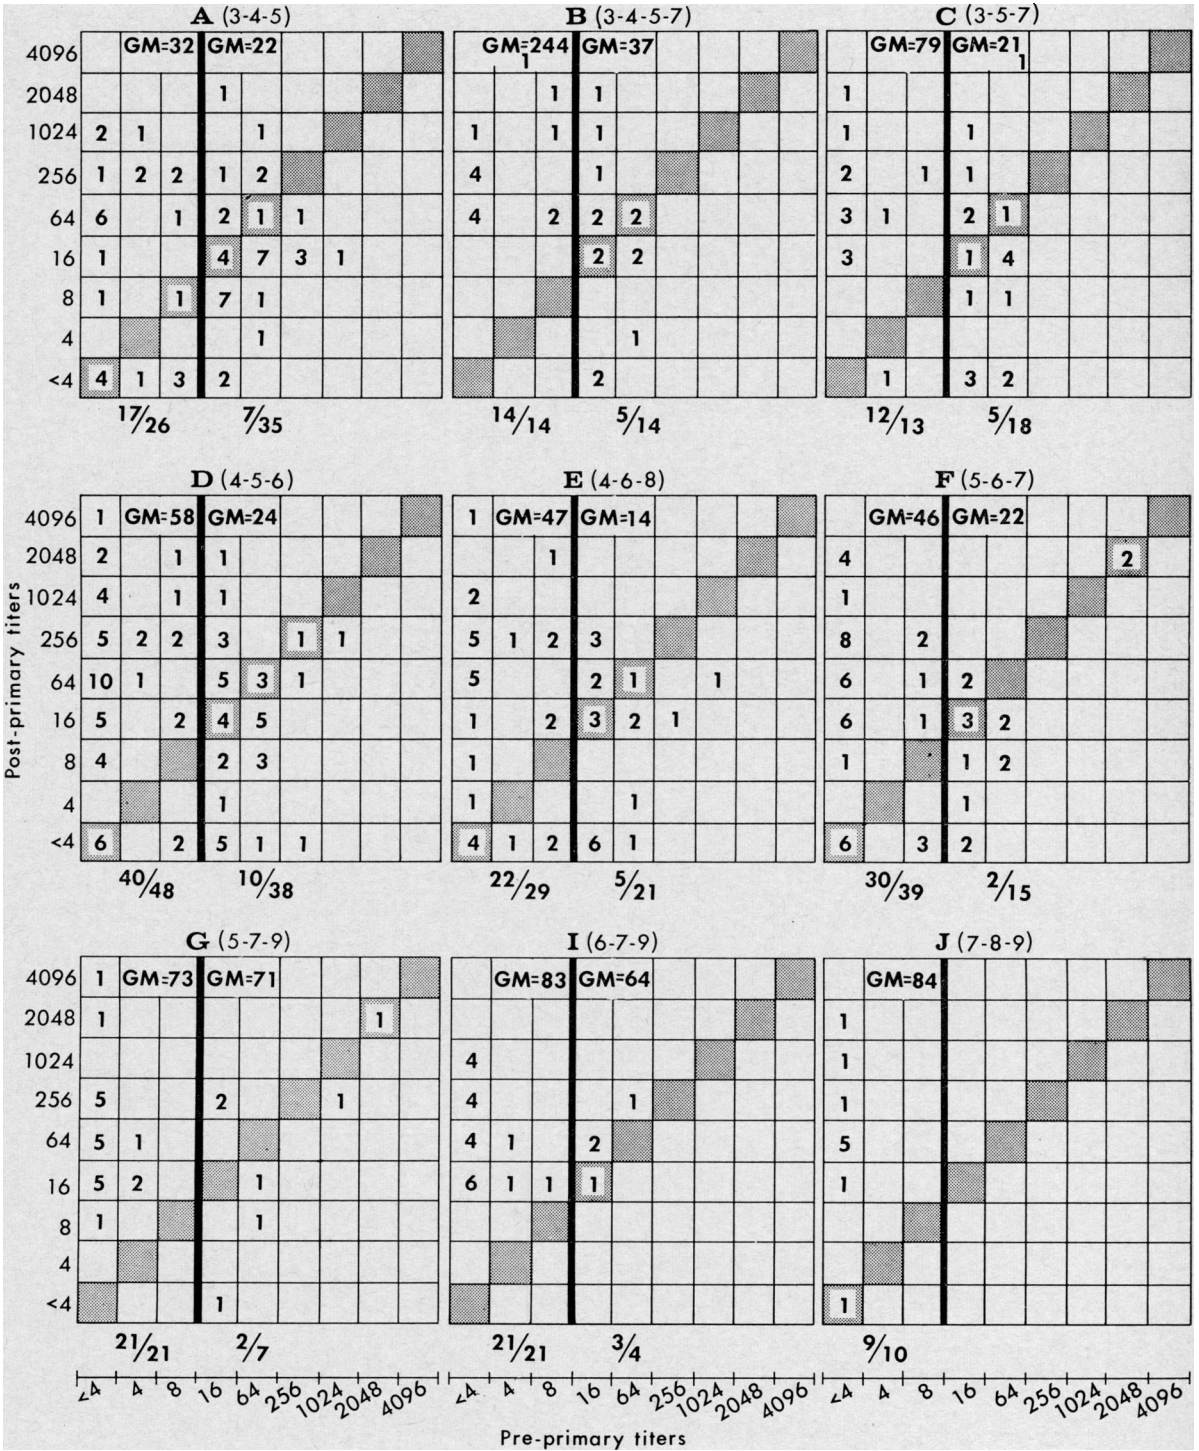 A (3-4-5) B (3-4-5-7) C (3-5-7)
4096 GM=32 GM=22 GM=244 GM=37 GM=79 GM=21
1 1
2048 1 1 1 1
1024 2 1 1 1 1 1 1 1
256 1 2 2 1 2 4 1 2 1 1
64 6 1 2 1 1 4 2 2 2 3 1 2 1
16 1 4 7 3 1 2 2 3 1 4
8 1 1 7 1 1 1
4 1 1
<4 4 1 3 2 2 1 3 2
17/26 7/35 14/14 5/14 12/13 5/18
D (4-5-6) E (4-6-8) F (5-6-7)
4096 1 GM=58 GM=24 1 GM=47 GM=14 GM=46 GM=22
2048 2 1 1 1 4 2
1024 4 1 1 2 1
256 5 2 2 3 1 1 5 1 2 3 8 2
64 10 1 5 3 1 5 2 1 1 6 1 2
16 5 2 4 5 1 2 3 2 1 6 1 3 2
8 4 2 3 1 1 1 2
4 1 1 1 1
<4 6 2 5 1 1 4 1 2 6 1 6 3 2
40/48 10/38 22/29 5/21 30/39 2/15
Post-primary titers
G (5-7-9) I (6-7-9) J (7-8-9)
4096 1 GM=73 GM=71 GM=83 GM=64 GM=84
2048 1 1 1
1024 4 1
256 5 2 1 4 1 1
64 5 1 4 1 2 5
16 5 2 1 6 1 1 1 1
8 1 1
4
<4 1 1
21/21 2/7 21/21 3/4 9/10
<4 4 8 16 64 256 1024 2048 4096 <4 4 8 16 64 256 1024 2048 4096 <4 4 8 16 64 256 1024 2048 4096
Pre-primary titers